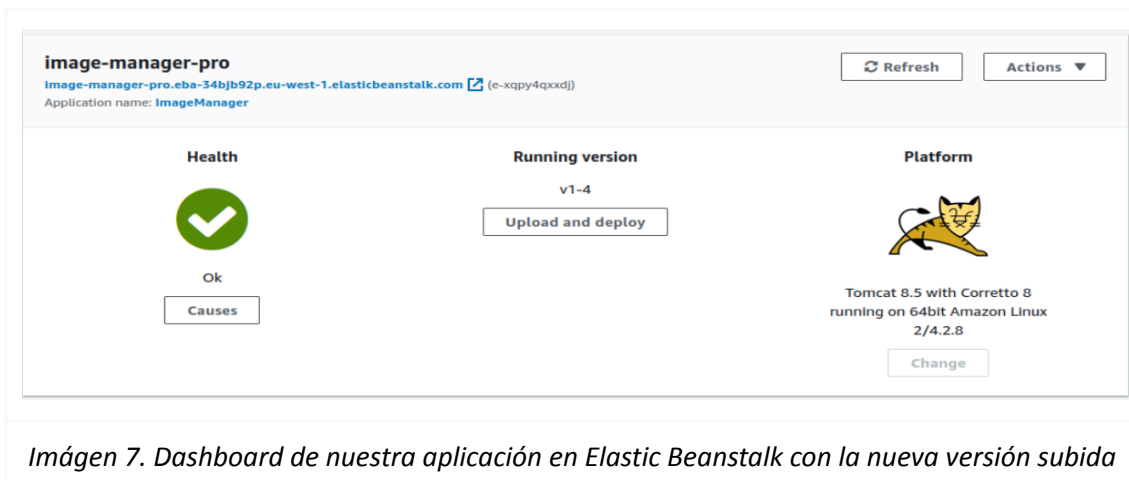 image-manager-pro
image-manager-pro.eba-34bjb92p.eu-west-1.elasticbeanstalk.com (e-xqpy4qxxdj)
Application name: ImageManager
Refresh
Actions
Health
Ok
Causes
Running version
v1-4
Upload and deploy
Platform
Tomcat 8.5 with Corretto 8
running on 64bit Amazon Linux
2/4.2.8
Change
Imágen 7. Dashboard de nuestra aplicación en Elastic Beanstalk con la nueva versión subida